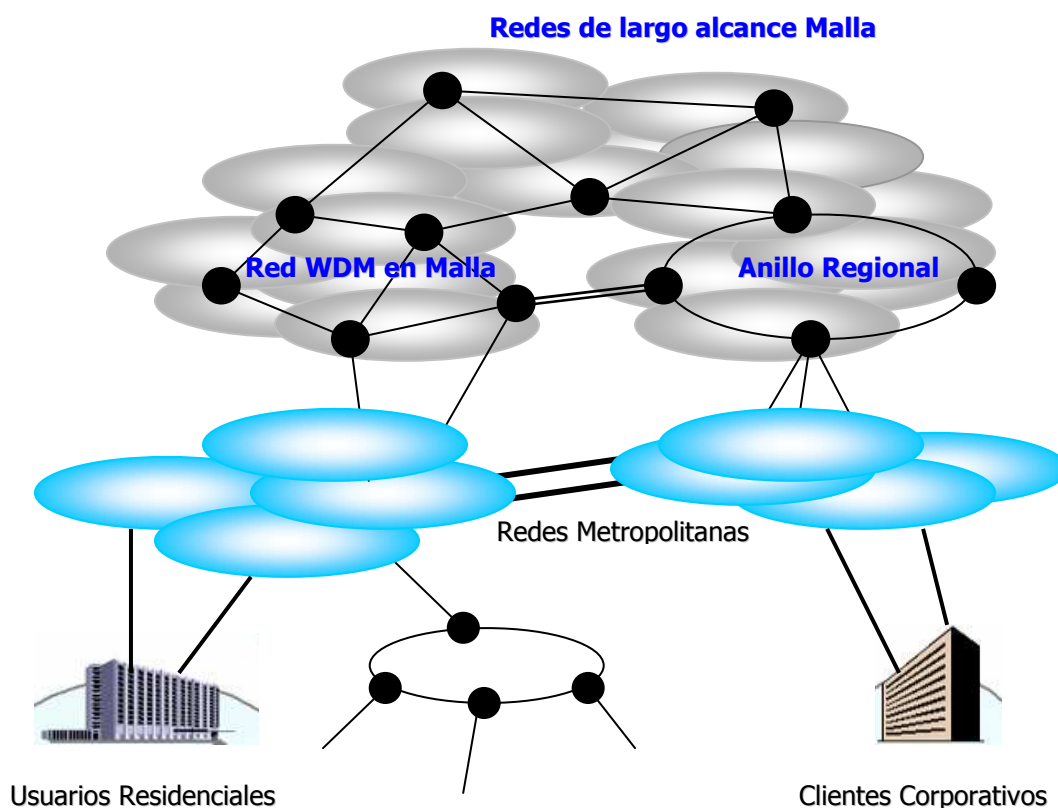 Redes de largo alcance Malla
Red WDM en Malla
Anillo Regional
Redes Metropolitanas
Usuarios Residenciales
Clientes Corporativos